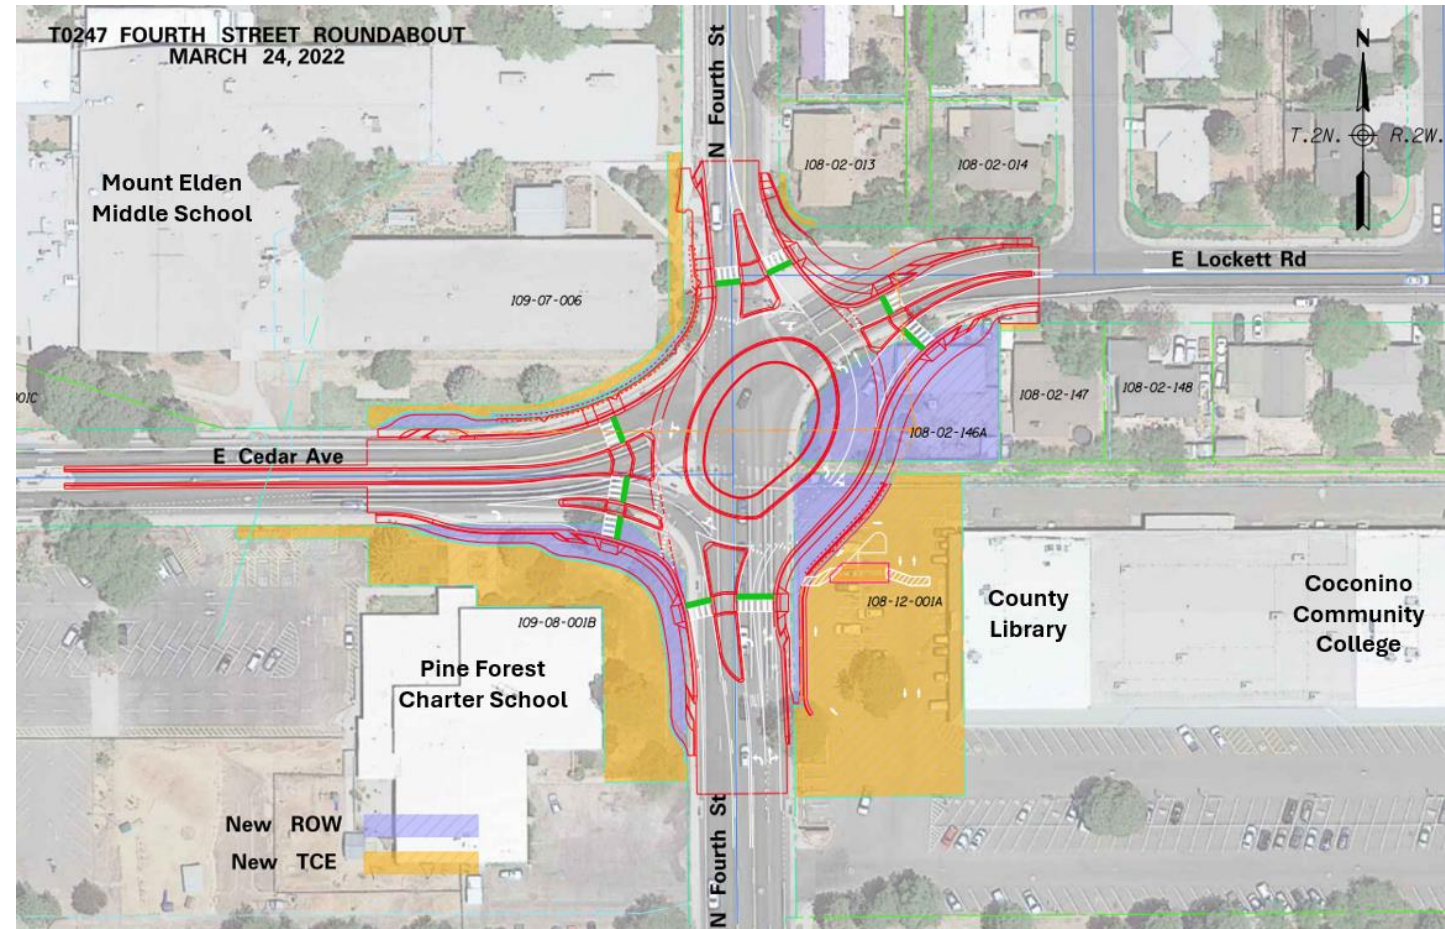 T0247 FOURTH STREET ROUNDABOUT
MARCH 24, 2022
N Fourth St
N
T.2N. R.2W.
108-02-013
108-02-014
Mount Elden
Middle School
E Lockett Rd
109-07-006
108-02-147
108-02-148
108-02-146A
E Cedar Ave
108-12-001A
County
Library
Coconino
Community
College
109-08-001B
Pine Forest
Charter School
New ROW
New TCE
N Fourth St